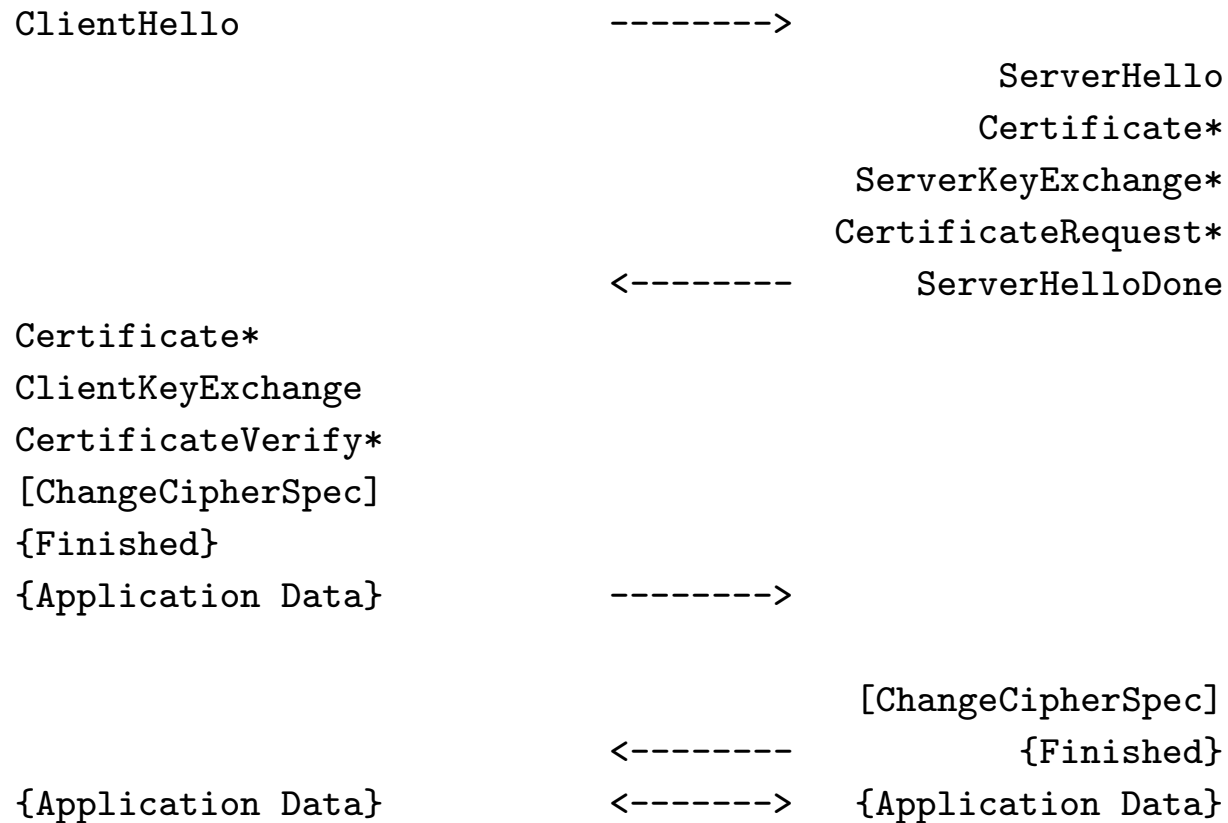 ClientHello                  -------->
                                                ServerHello
                                               Certificate*
                                         ServerKeyExchange*
                                        CertificateRequest*
                             <--------      ServerHelloDone
Certificate*
ClientKeyExchange
CertificateVerify*
[ChangeCipherSpec]
{Finished}
{Application Data}           -------->
                                         [ChangeCipherSpec]
                             <--------           {Finished}
{Application Data}           <------->   {Application Data}